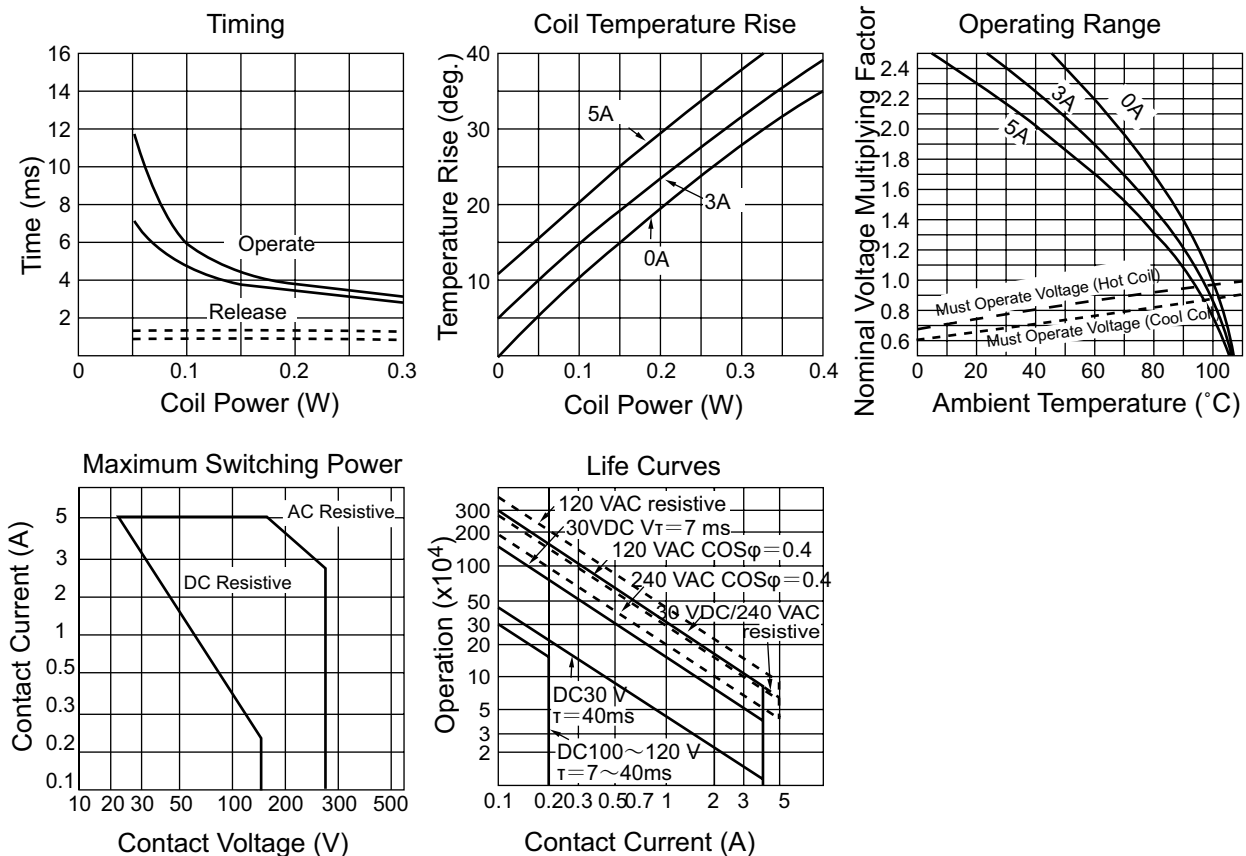 Timing
Time (ms)
16
14
12
10
8
6
4
2
Operate
Release
0
0.1
0.2
0.3
Coil Power (W)
Coil Temperature Rise
Temperature Rise (deg.)
40
30
20
10
5A
3A
0A
0
0.1
0.2
0.3
0.4
Coil Power (W)
Operating Range
Nominal Voltage Multiplying Factor
2.4
2.2
2.0
1.8
1.6
1.4
1.2
1.0
0.8
0.6
0A
3A
5A
Must Operate Voltage (Hot Coil)
Must Operate Voltage (Cool Coil
0 20 40 60 80 100
Ambient Temperature (˚C)
Maximum Switching Power
Contact Current (A)
5
3
2
1
0.5
0.3
0.2
0.1
AC Resistive
DC Resistive
10 20 30 50 100 200 300 500
Contact Voltage (V)
Life Curves
Operation (x10⁴)
300
200
100
50
30
20
10
5
3
2
120 VAC resistive
30VDC Vτ=7 ms
120 VAC COSφ=0.4
240 VAC COSφ=0.4
30 VDC/240 VAC
resistive
DC30 V
τ=40ms
DC100～120 V
τ=7～40ms
0.1 0.2 0.3 0.5 0.7 1 2 3 5
Contact Current (A)